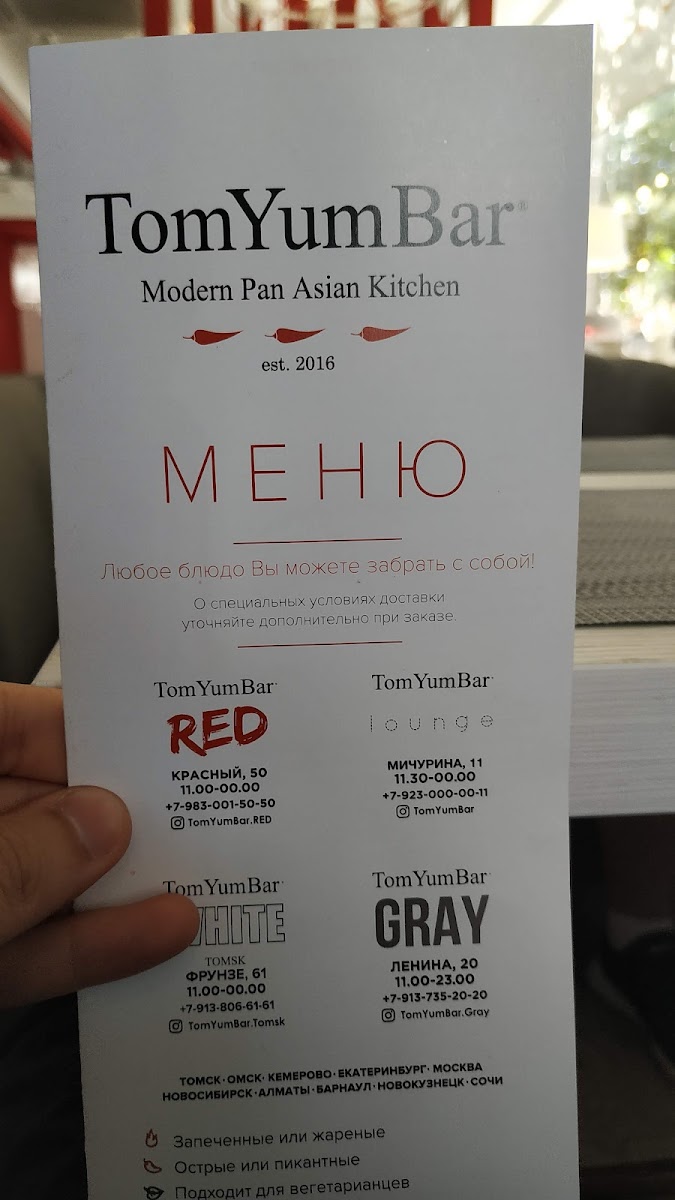 TomYumBar®
Modern Pan Asian Kitchen
est. 2016
МЕНЮ
Любое блюдо Вы можете забрать с собой!
О специальных условиях доставки
уточняйте дополнительно при заказе.
TomYumBar
RED
КРАСНЫЙ, 50
11.00-00.00
+7-983-001-50-50
TomYumBar.RED
TomYumBar
lounge
МИЧУРИНА, 11
11.30-00.00
+7-923-000-00-11
TomYumBar
TomYumBar
WHITE
TOMSK
ФРУНЗЕ, 61
11.00-00.00
+7-913-806-61-61
TomYumBar.Tomsk
TomYumBar
GRAY
ЛЕНИНА, 20
11.00-23.00
+7-913-735-20-20
TomYumBar.Gray
ТОМСК·ОМСК·КЕМЕРОВО·ЕКАТЕРИНБУРГ·МОСКВА
НОВОСИБИРСК·АЛМАТЫ·БАРНАУЛ·НОВОКУЗНЕЦК·СОЧИ
Запеченные или жареные
Острые или пикантные
Подходит для вегетарианцев